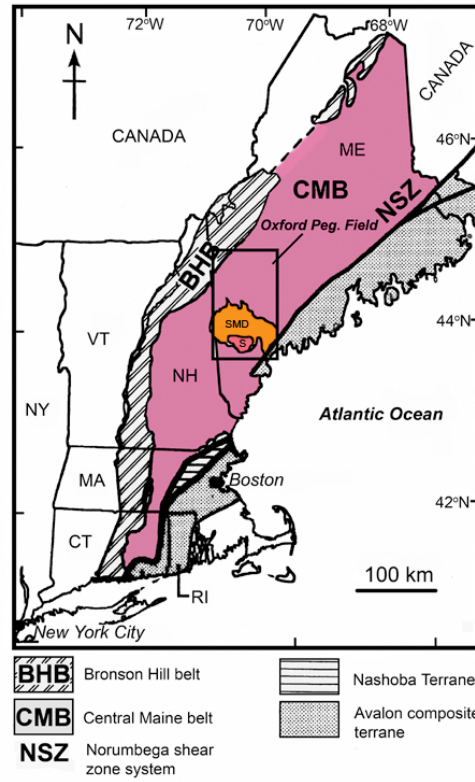 72°W
70°W
68°W
N
CANADA
CANADA
46°N
ME
CMB
NSZ
Oxford Peg. Field
BHB
SMD
S
44°N
VT
NH
NY
Atlantic Ocean
MA
Boston
42°N
CT
100 km
RI
New York City
BHB Bronson Hill belt
Nashoba Terrane
CMB Central Maine belt
Avalon composite
terrane
NSZ Norumbega shear
zone system